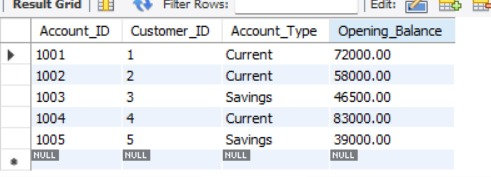 Result Grid Filter Rows: Edit:
Account_ID Customer_ID Account_Type Opening_Balance
1001 1 Current 72000.00
1002 2 Current 58000.00
1003 3 Savings 46500.00
1004 4 Current 83000.00
1005 5 Savings 39000.00
NULL NULL NULL NULL